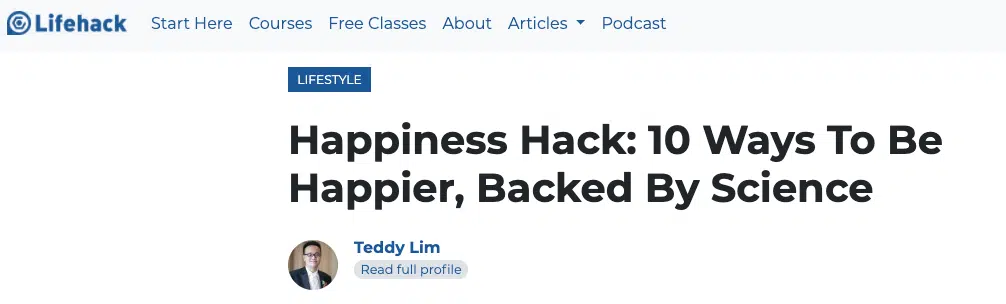 Lifehack Start Here Courses Free Classes About Articles Podcast
LIFESTYLE
Happiness Hack: 10 Ways To Be
Happier, Backed By Science
Teddy Lim
Read full profile